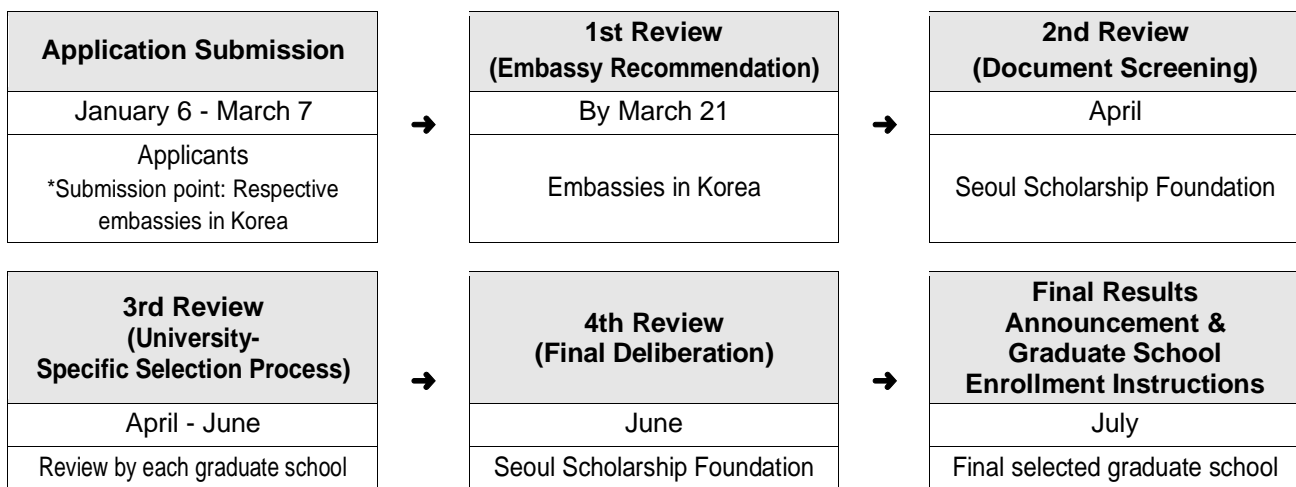 Application Submission
January 6 - March 7
Applicants
*Submission point: Respective
embassies in Korea
➜
1st Review
(Embassy Recommendation)
By March 21
Embassies in Korea
➜
2nd Review
(Document Screening)
April
Seoul Scholarship Foundation
3rd Review
(University-
Specific Selection Process)
April - June
Review by each graduate school
➜
4th Review
(Final Deliberation)
June
Seoul Scholarship Foundation
➜
Final Results
Announcement &
Graduate School
Enrollment Instructions
July
Final selected graduate school